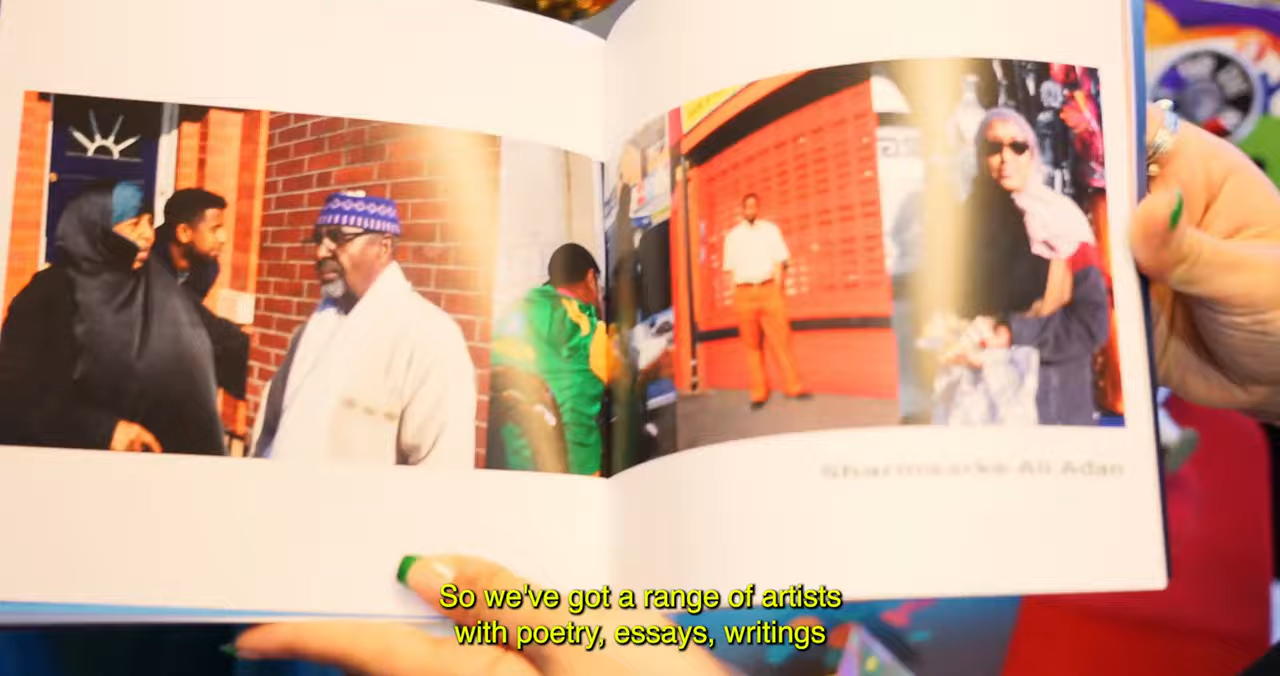 Sharmaarke Ali Adan
So we've got a range of artists
with poetry, essays, writings